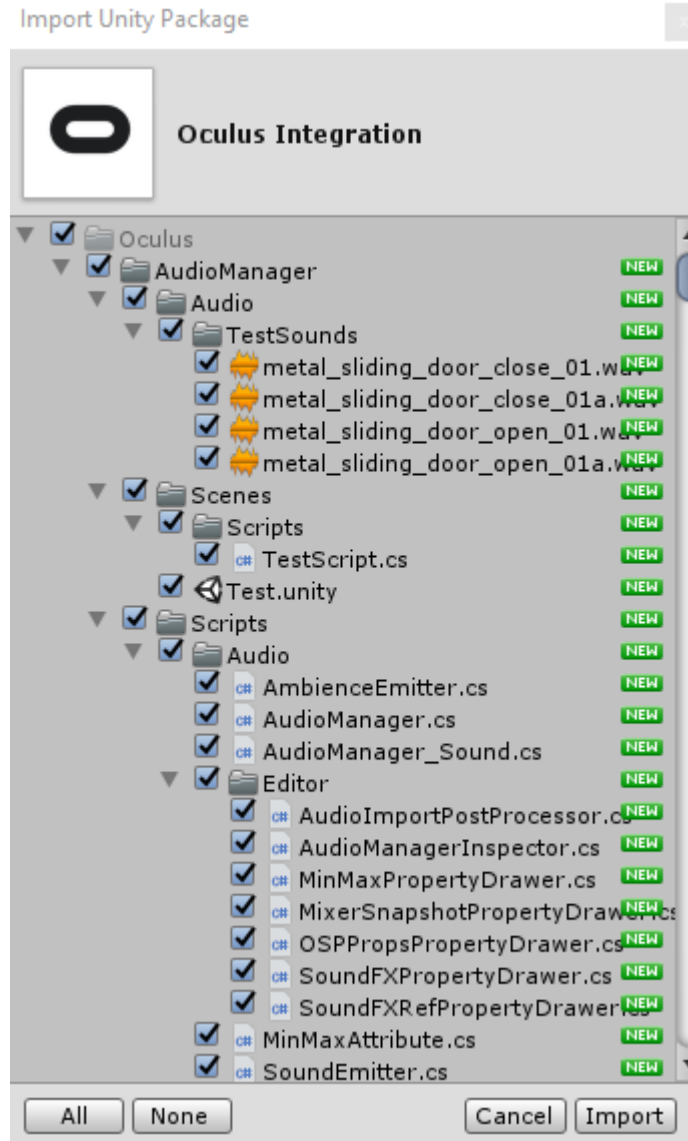 Import Unity Package
Oculus Integration
Oculus
AudioManager NEW
Audio NEW
TestSounds NEW
metal_sliding_door_close_01.wav NEW
metal_sliding_door_close_01a.wav NEW
metal_sliding_door_open_01.wav NEW
metal_sliding_door_open_01a.wav NEW
Scenes NEW
Scripts NEW
c# TestScript.cs NEW
Test.unity NEW
Scripts NEW
Audio NEW
c# AmbienceEmitter.cs NEW
c# AudioManager.cs NEW
c# AudioManager_Sound.cs NEW
Editor NEW
c# AudioImportPostProcessor.cs NEW
c# AudioManagerInspector.cs NEW
c# MinMaxPropertyDrawer.cs NEW
c# MixerSnapshotPropertyDrawer.cs NEW
c# OSPPropsPropertyDrawer.cs NEW
c# SoundFXPropertyDrawer.cs NEW
c# SoundFXRefPropertyDrawer.cs NEW
c# MinMaxAttribute.cs NEW
c# SoundEmitter.cs NEW
All None Cancel Import